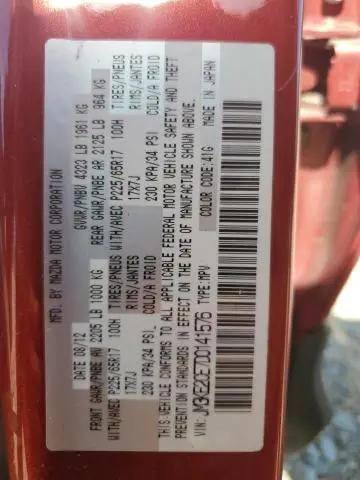 MFD. BY MAZDA MOTOR CORPORATION
MADE IN JAPAN
DATE 08/12
GVWR/PNBV 4323 LB 1961 KG
FRONT GAWR/PNBE AV 2205 LB 1000 KG
REAR GAWR/PNBE AR 2125 LB 964 KG
WITH/AVEC P225/65R17 100H TIRES/PNEUS
WITH/AVEC P225/65R17 100H TIRES/PNEUS
17X7J RIMS/JANTES
17X7J RIMS/JANTES
230 KPA/34 PSI COLD/A FROID
230 KPA/34 PSI COLD/A FROID
THIS VEHICLE CONFORMS TO ALL APPLICABLE FEDERAL MOTOR VEHICLE SAFETY AND THEFT
PREVENTION STANDARDS IN EFFECT ON THE DATE OF MANUFACTURE SHOWN ABOVE.
VIN: TYPE:MPV COLOR CODE:41G